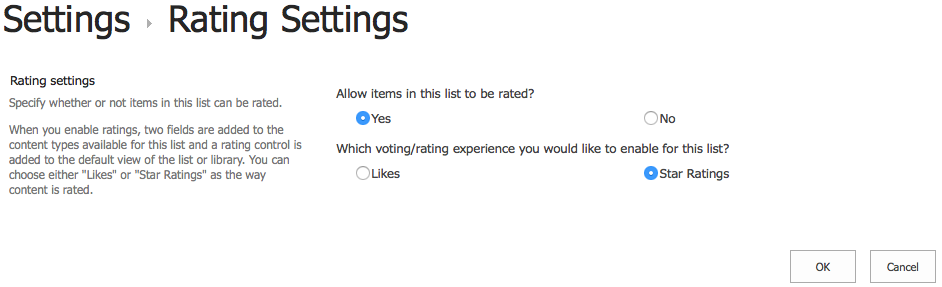 Settings ▸ Rating Settings
Rating settings
Specify whether or not items in this list can be rated.
When you enable ratings, two fields are added to the
content types available for this list and a rating control is
added to the default view of the list or library. You can
choose either "Likes" or "Star Ratings" as the way
content is rated.
Allow items in this list to be rated?
Yes
No
Which voting/rating experience you would like to enable for this list?
Likes
Star Ratings
OK
Cancel